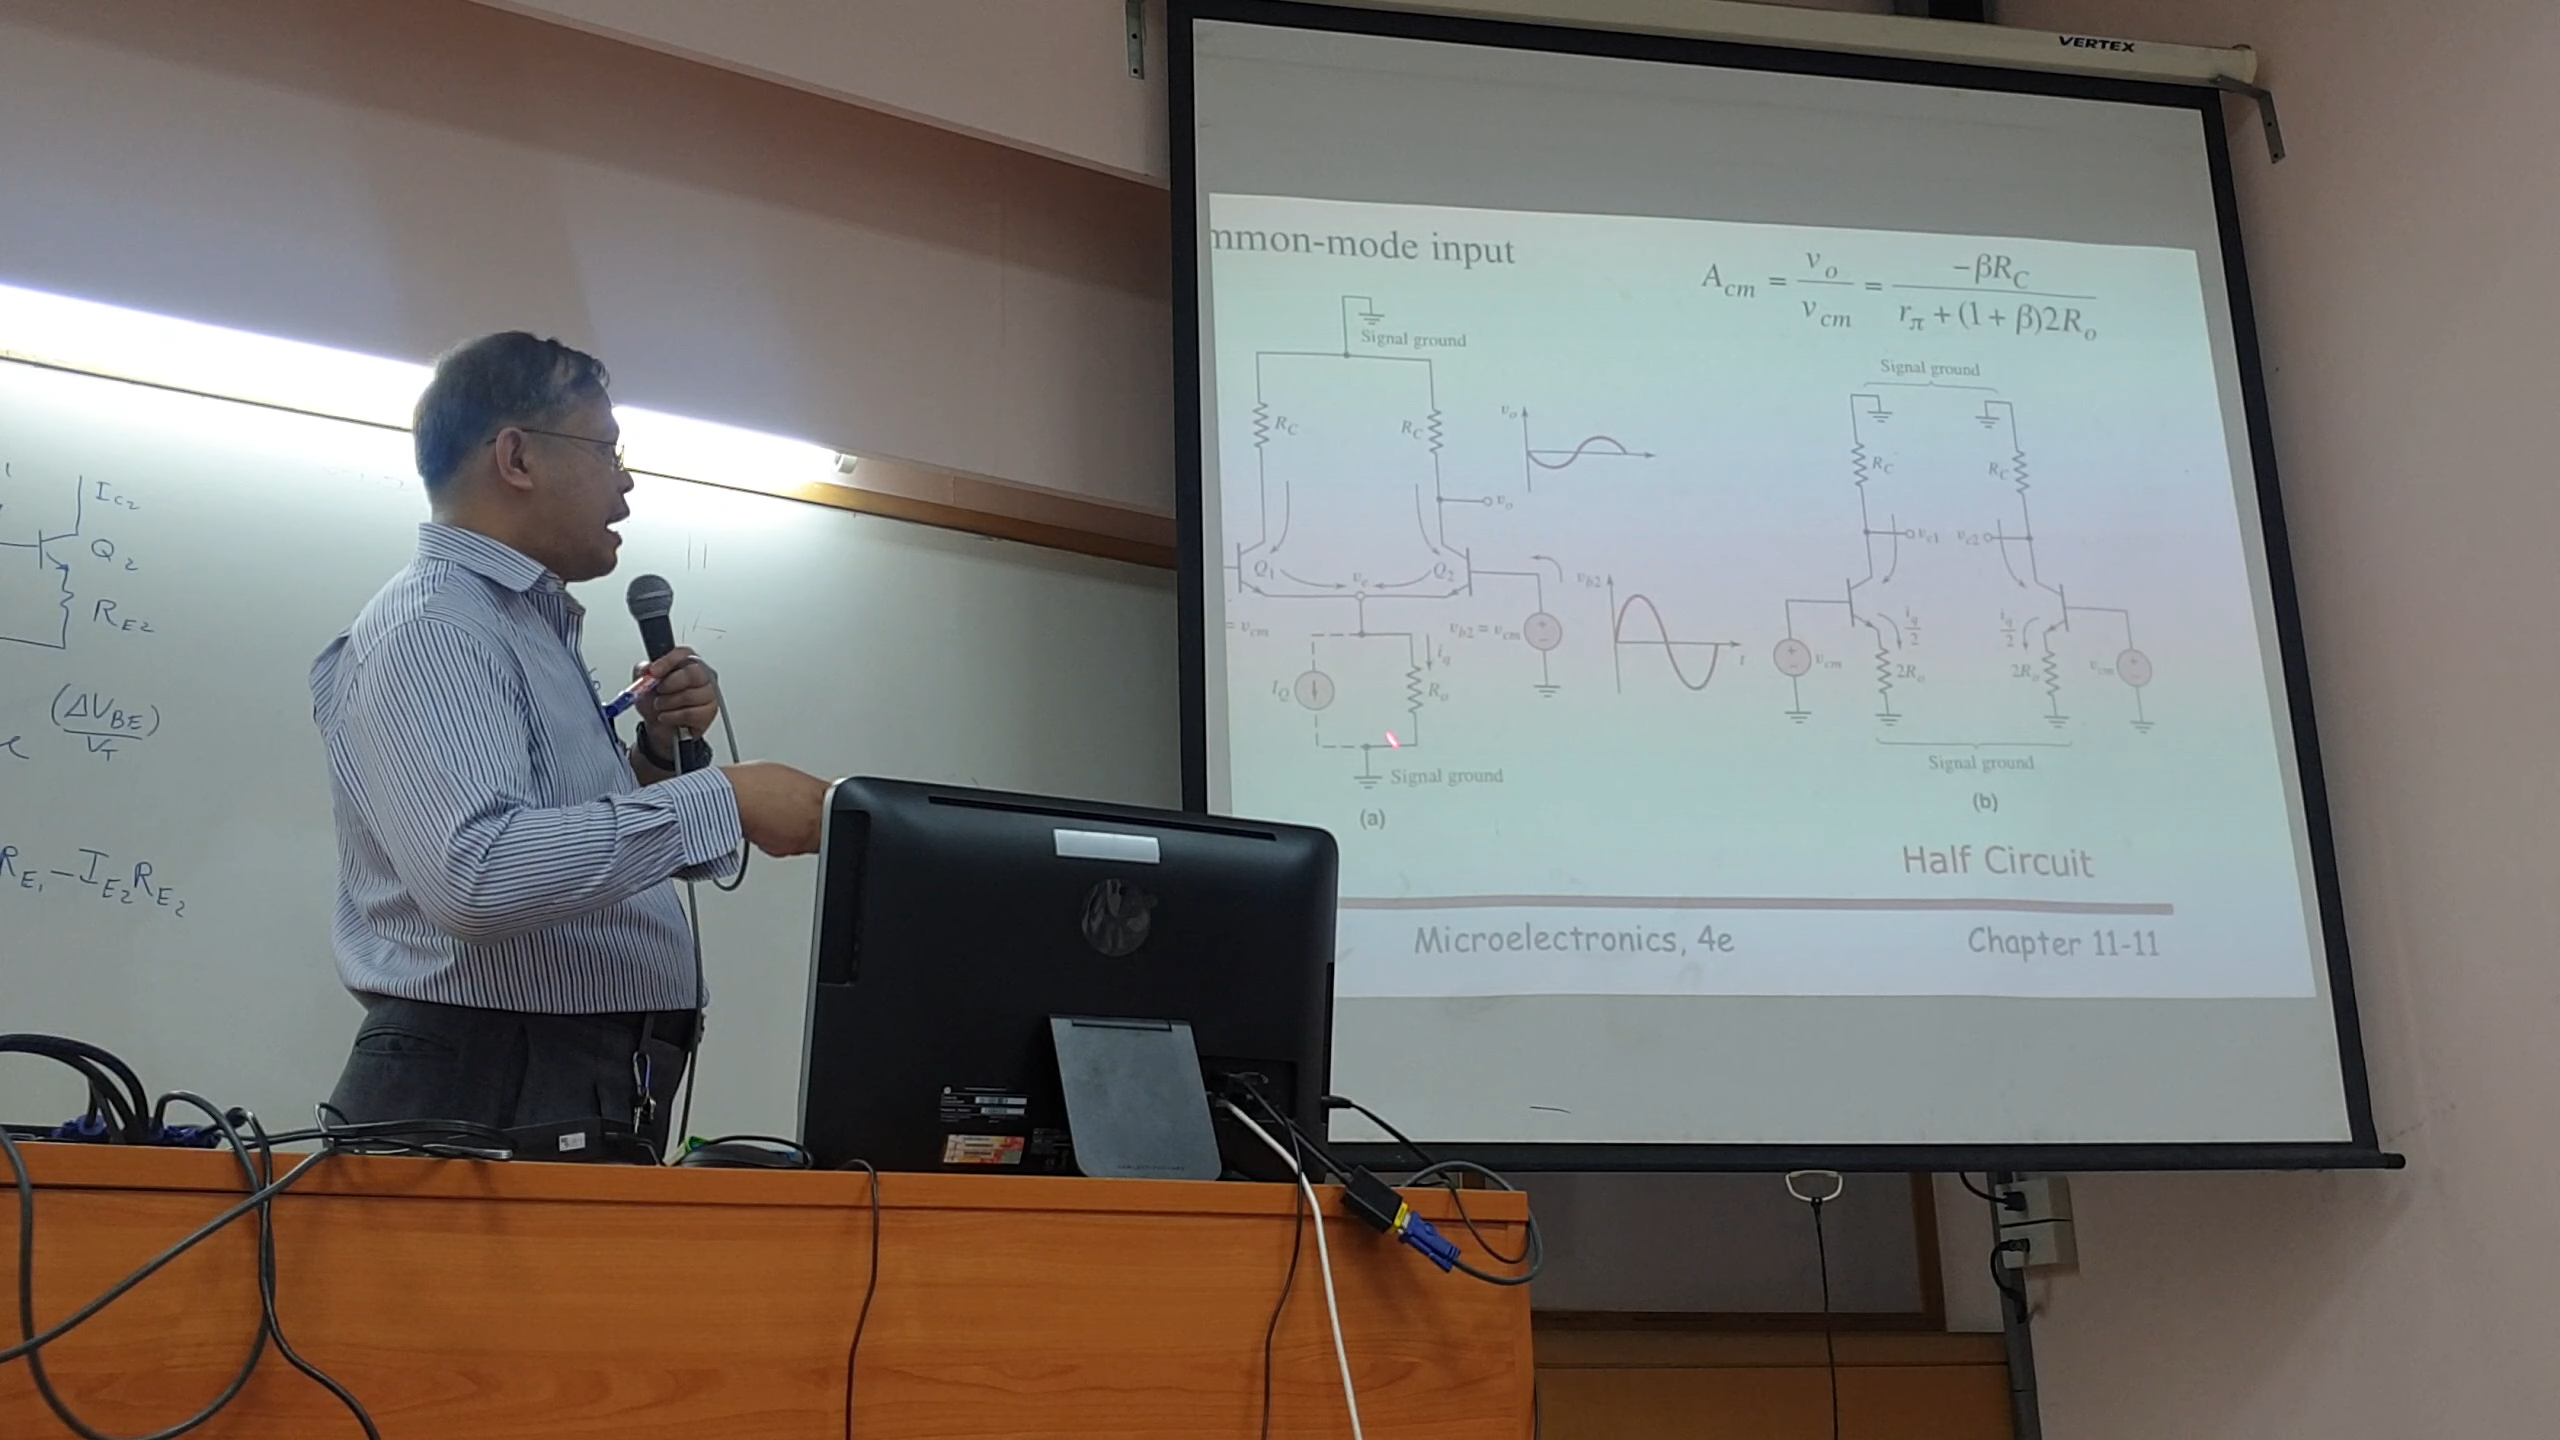 VERTEX
mmon-mode input
A_cm = v_o / v_cm = −βR_C / (r_π + (1 + β)2R_o)
Signal ground
R_C
R_C
v_o
v_o
Q_1
v_e
Q_2
= v_cm
v_b2 = v_cm
v_b2
t
I_Q
i_q
R_o
Signal ground
(a)
Signal ground
R_C
R_C
v_c1
v_c2
i_q/2
i_q/2
v_cm
2R_o
2R_o
v_cm
Signal ground
(b)
Half Circuit
Microelectronics, 4e
Chapter 11-11
I_C2
Q_2
R_E2
(ΔV_BE) / V_T
R_E1 − I_E2 R_E2